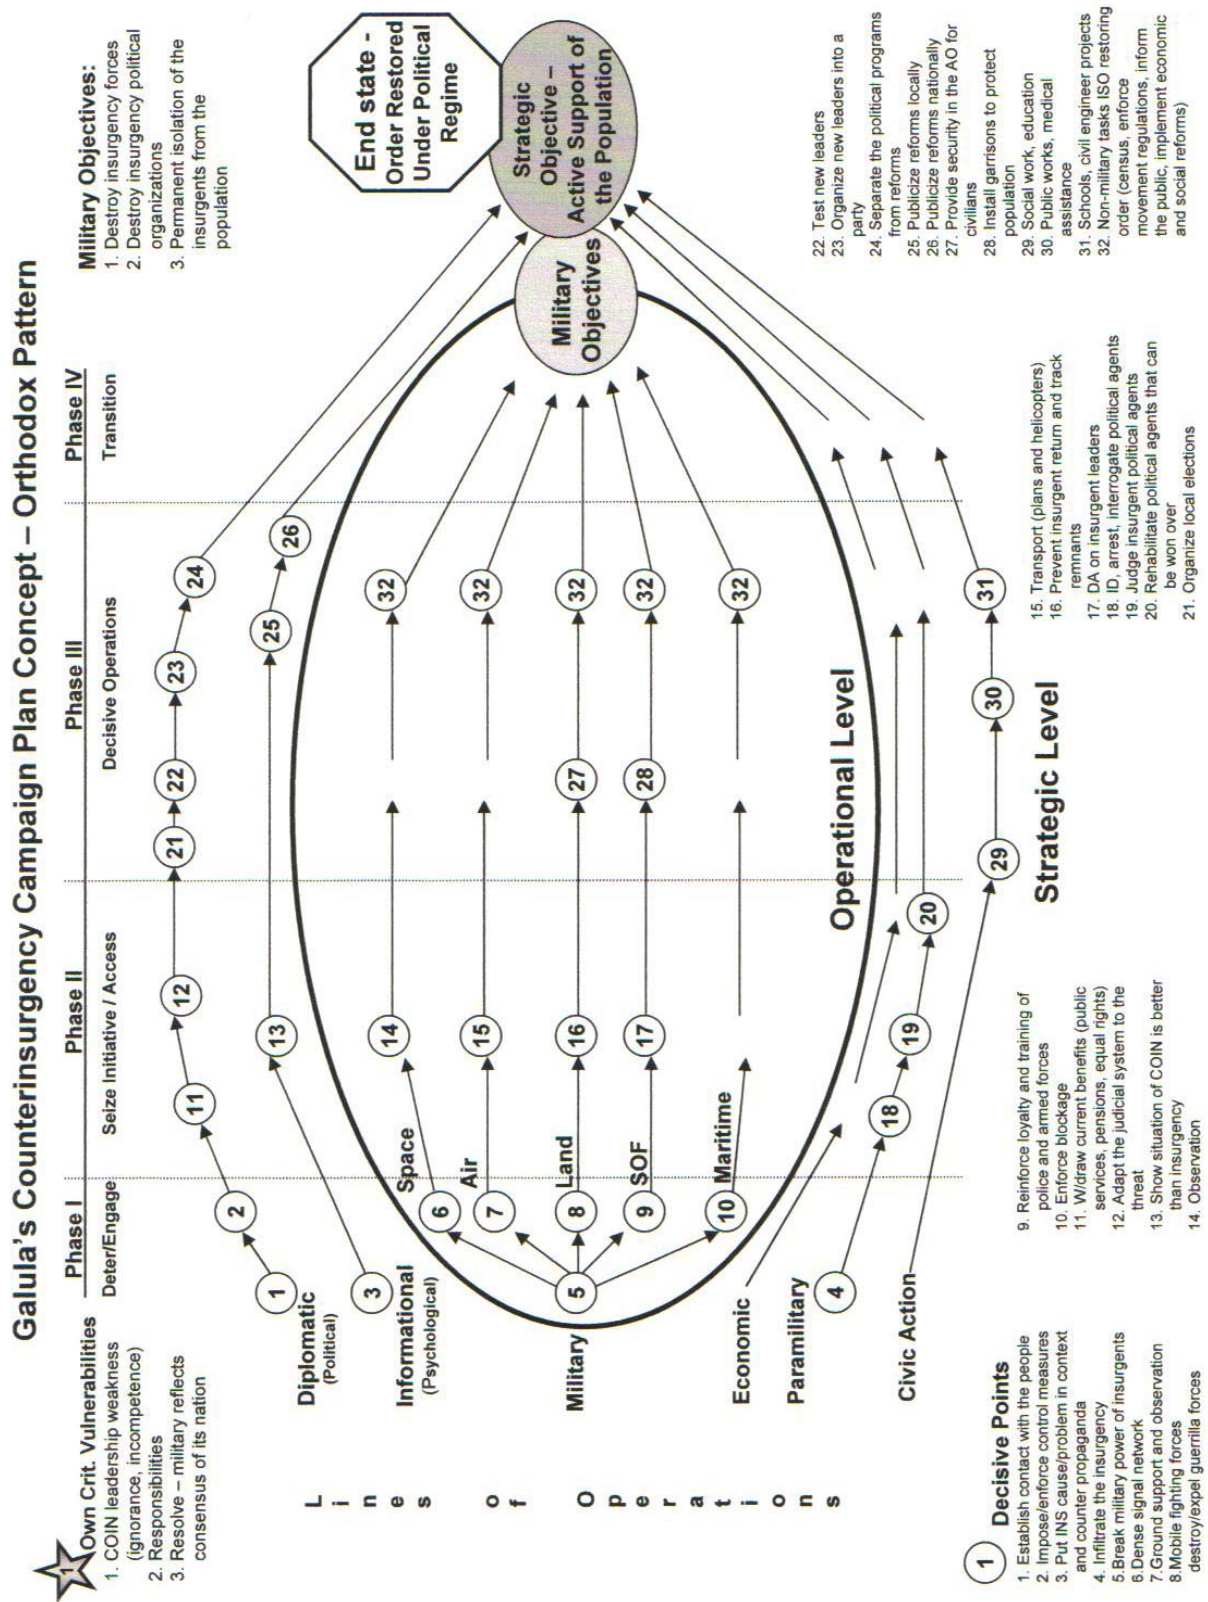 Galula's Counterinsurgency Campaign Plan Concept – Orthodox Pattern
1
Own Crit. Vulnerabilities
1. COIN leadership weakness
(ignorance, incompetence)
2. Responsibilities
3. Resolve – military reflects
consensus of its nation
Phase I
Deter/Engage
Phase II
Seize Initiative / Access
Phase III
Decisive Operations
Phase IV
Transition
Military Objectives:
1. Destroy insurgency forces
2. Destroy insurgency political
organizations
3. Permanent isolation of the
insurgents from the
population
Lines of Operations
Diplomatic
(Political)
1
2
11
12
21
22
23
24
Informational
(Psychological)
3
13
25
26
Military
5
6
Space
14
32
7
Air
15
32
8
Land
16
27
32
9
SOF
17
28
32
10
Maritime
32
Economic
Paramilitary
4
18
19
20
Civic Action
29
30
31
Operational Level
Strategic Level
Military
Objectives
Strategic
Objective –
Active Support of
the Population
End state -
Order Restored
Under Political
Regime
1
Decisive Points
1. Establish contact with the people
2. Impose/enforce control measures
3. Put INS cause/problem in context
and counter propaganda
4. Infiltrate the insurgency
5.Break military power of insurgents
6.Dense signal network
7.Ground support and observation
8.Mobile fighting forces
destroy/expel guerrilla forces
9. Reinforce loyalty and training of
police and armed forces
10. Enforce blockage
11. W/draw current benefits (public
services, pensions, equal rights)
12. Adapt the judicial system to the
threat
13. Show situation of COIN is better
than insurgency
14. Observation
15. Transport (plans and helicopters)
16. Prevent insurgent return and track
remnants
17. DA on insurgent leaders
18. ID, arrest, interrogate political agents
19. Judge insurgent political agents
20. Rehabilitate political agents that can
be won over
21. Organize local elections
22. Test new leaders
23. Organize new leaders into a
party
24. Separate the political programs
from reforms
25. Publicize reforms locally
26. Publicize reforms nationally
27. Provide security in the AO for
civilians
28. Install garrisons to protect
population
29. Social work, education
30. Public works, medical
assistance
31. Schools, civil engineer projects
32. Non-military tasks ISO restoring
order (census, enforce
movement regulations, inform
the public, implement economic
and social reforms)